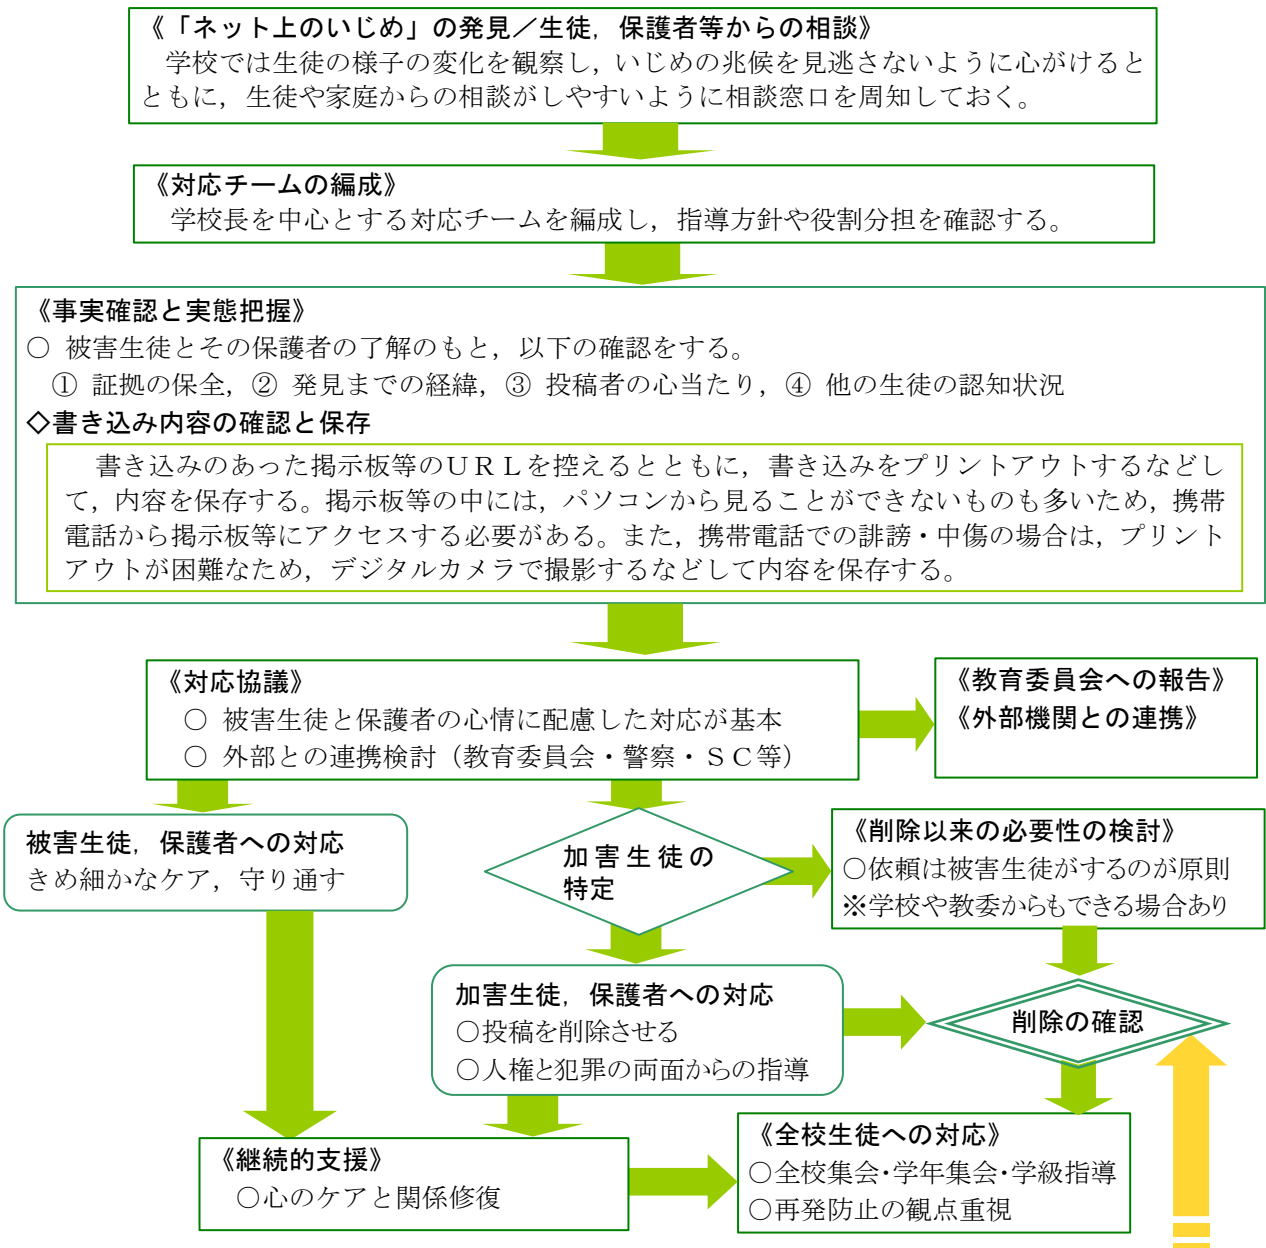 《「ネット上のいじめ」の発見／生徒，保護者等からの相談》
学校では生徒の様子の変化を観察し，いじめの兆候を見逃さないように心がけると
ともに，生徒や家庭からの相談がしやすいように相談窓口を周知しておく。
《対応チームの編成》
学校長を中心とする対応チームを編成し，指導方針や役割分担を確認する。
《事実確認と実態把握》
○ 被害生徒とその保護者の了解のもと，以下の確認をする。
① 証拠の保全，② 発見までの経緯，③ 投稿者の心当たり，④ 他の生徒の認知状況
◇書き込み内容の確認と保存
書き込みのあった掲示板等のＵＲＬを控えるとともに，書き込みをプリントアウトするなどし
て，内容を保存する。掲示板等の中には，パソコンから見ることができないものも多いため，携帯
電話から掲示板等にアクセスする必要がある。また，携帯電話での誹謗・中傷の場合は，プリント
アウトが困難なため，デジタルカメラで撮影するなどして内容を保存する。
《対応協議》
○ 被害生徒と保護者の心情に配慮した対応が基本
○ 外部との連携検討（教育委員会・警察・ＳＣ等）
《教育委員会への報告》
《外部機関との連携》
被害生徒，保護者への対応
きめ細かなケア，守り通す
加害生徒の
特定
《削除以来の必要性の検討》
○依頼は被害生徒がするのが原則
※学校や教委からもできる場合あり
加害生徒，保護者への対応
○投稿を削除させる
○人権と犯罪の両面からの指導
削除の確認
《継続的支援》
○心のケアと関係修復
《全校生徒への対応》
○全校集会・学年集会・学級指導
○再発防止の観点重視